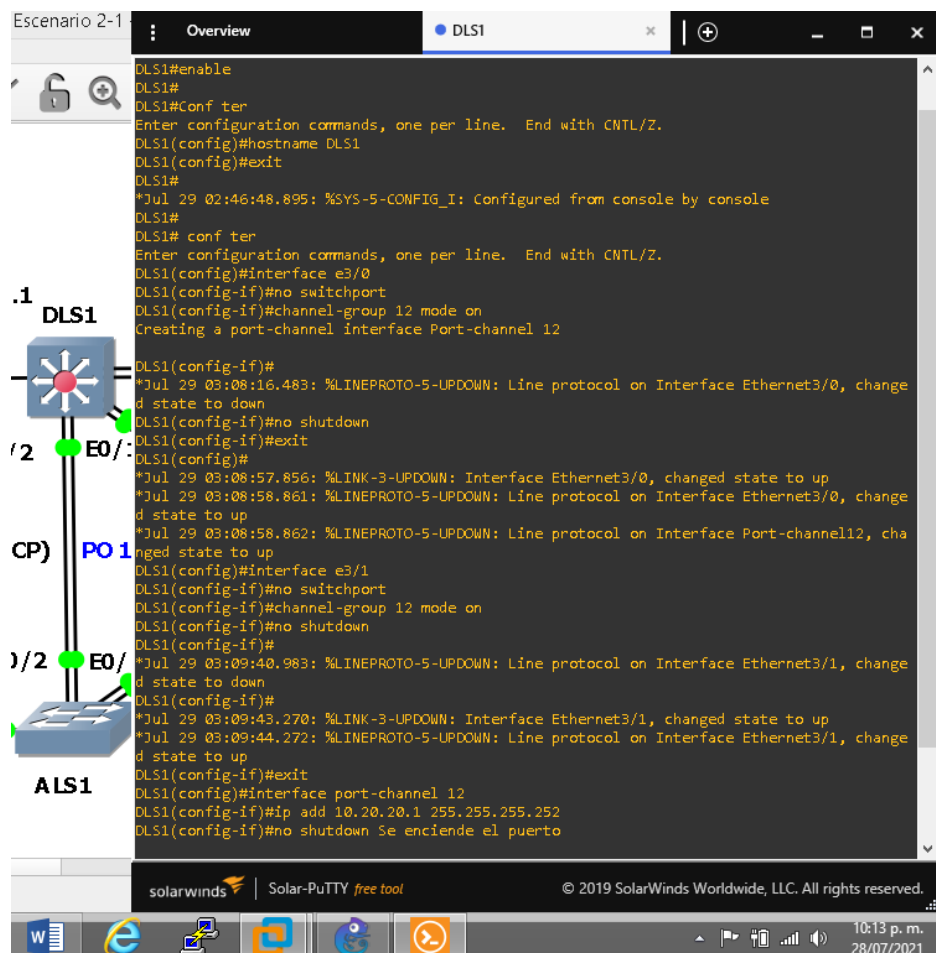 Escenario 2-1
Overview
DLS1
DLS1#enable
DLS1#
DLS1#Conf ter
Enter configuration commands, one per line.  End with CNTL/Z.
DLS1(config)#hostname DLS1
DLS1(config)#exit
DLS1#
*Jul 29 02:46:48.895: %SYS-5-CONFIG_I: Configured from console by console
DLS1#
DLS1# conf ter
Enter configuration commands, one per line.  End with CNTL/Z.
DLS1(config)#interface e3/0
DLS1(config-if)#no switchport
DLS1(config-if)#channel-group 12 mode on
Creating a port-channel interface Port-channel 12
DLS1(config-if)#
*Jul 29 03:08:16.483: %LINEPROTO-5-UPDOWN: Line protocol on Interface Ethernet3/0, change
d state to down
DLS1(config-if)#no shutdown
DLS1(config-if)#exit
DLS1(config)#
*Jul 29 03:08:57.856: %LINK-3-UPDOWN: Interface Ethernet3/0, changed state to up
*Jul 29 03:08:58.861: %LINEPROTO-5-UPDOWN: Line protocol on Interface Ethernet3/0, change
d state to up
*Jul 29 03:08:58.862: %LINEPROTO-5-UPDOWN: Line protocol on Interface Port-channel12, cha
nged state to up
DLS1(config)#interface e3/1
DLS1(config-if)#no switchport
DLS1(config-if)#channel-group 12 mode on
DLS1(config-if)#no shutdown
DLS1(config-if)#
*Jul 29 03:09:40.983: %LINEPROTO-5-UPDOWN: Line protocol on Interface Ethernet3/1, change
d state to down
DLS1(config-if)#
*Jul 29 03:09:43.270: %LINK-3-UPDOWN: Interface Ethernet3/1, changed state to up
*Jul 29 03:09:44.272: %LINEPROTO-5-UPDOWN: Line protocol on Interface Ethernet3/1, change
d state to up
DLS1(config-if)#exit
DLS1(config)#interface port-channel 12
DLS1(config-if)#ip add 10.20.20.1 255.255.255.252
DLS1(config-if)#no shutdown Se enciende el puerto
.1
DLS1
/2
E0/
CP)
PO 1
)/2
E0/
ALS1
solarwinds
Solar-PuTTY free tool
© 2019 SolarWinds Worldwide, LLC. All rights reserved.
10:13 p. m.
28/07/2021